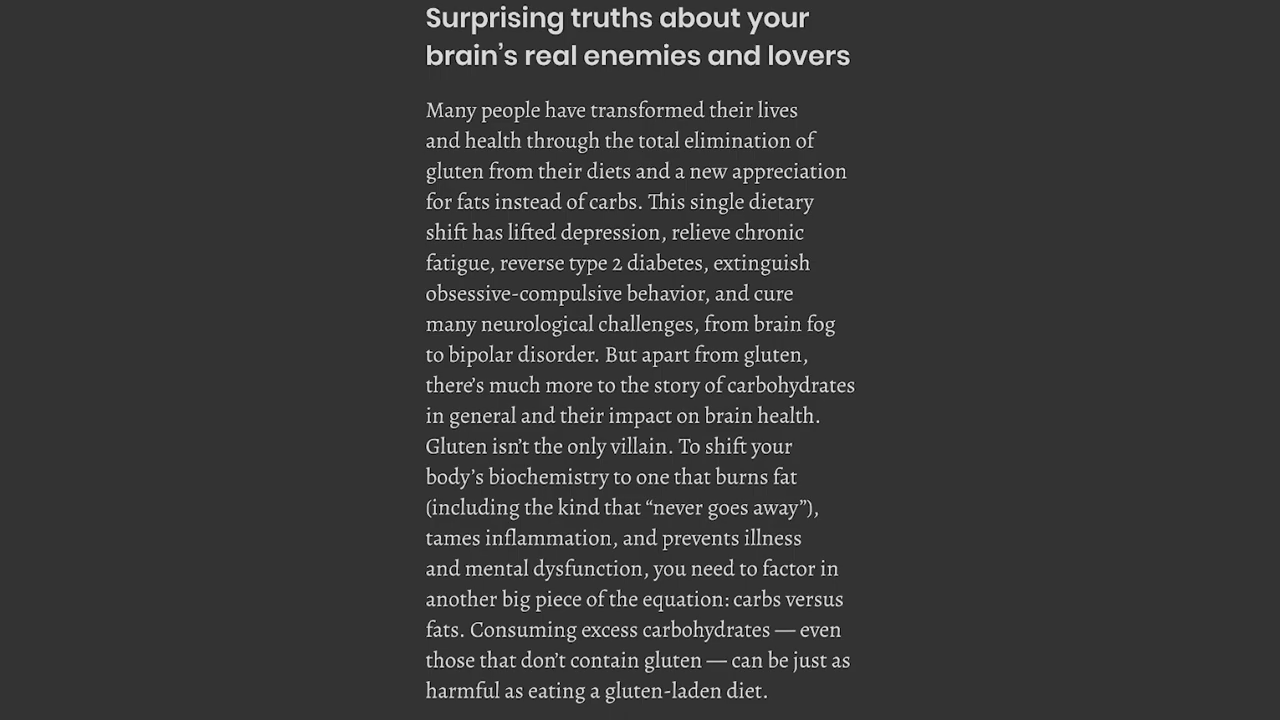 Surprising truths about your
brain’s real enemies and lovers
Many people have transformed their lives
and health through the total elimination of
gluten from their diets and a new appreciation
for fats instead of carbs. This single dietary
shift has lifted depression, relieve chronic
fatigue, reverse type 2 diabetes, extinguish
obsessive-compulsive behavior, and cure
many neurological challenges, from brain fog
to bipolar disorder. But apart from gluten,
there’s much more to the story of carbohydrates
in general and their impact on brain health.
Gluten isn’t the only villain. To shift your
body’s biochemistry to one that burns fat
(including the kind that “never goes away”),
tames inflammation, and prevents illness
and mental dysfunction, you need to factor in
another big piece of the equation: carbs versus
fats. Consuming excess carbohydrates — even
those that don’t contain gluten — can be just as
harmful as eating a gluten-laden diet.